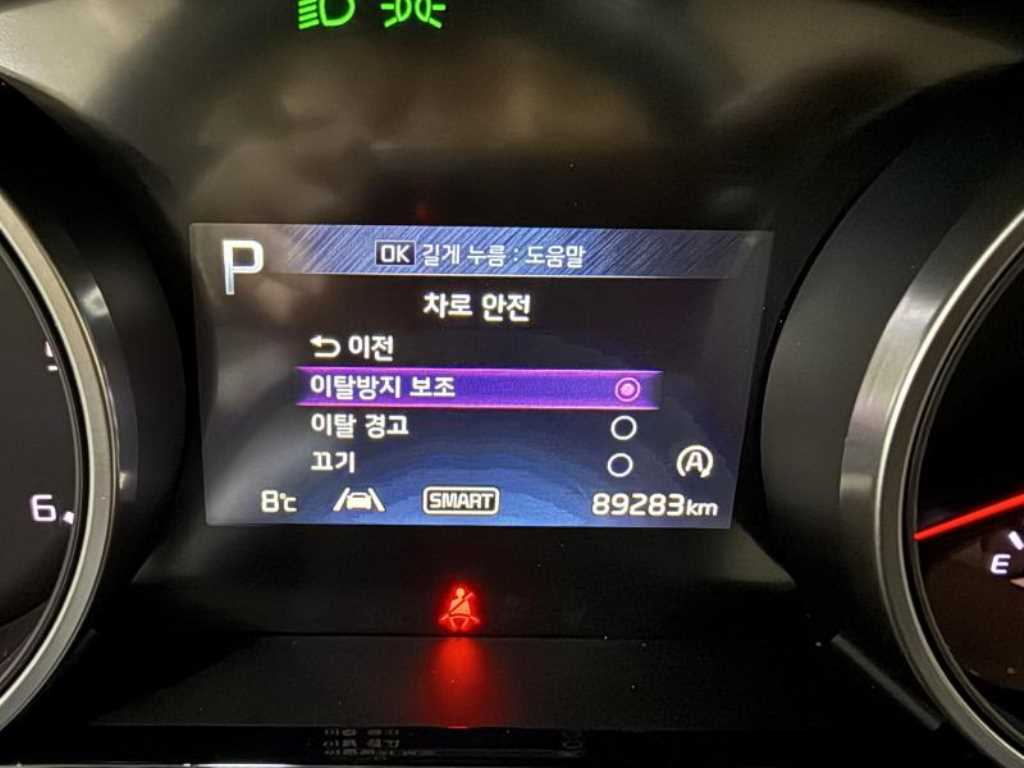 P
OK 길게 누름 : 도움말
차로 안전
이전
이탈방지 보조
이탈 경고
끄기
A
8℃
SMART
89283km
6
E